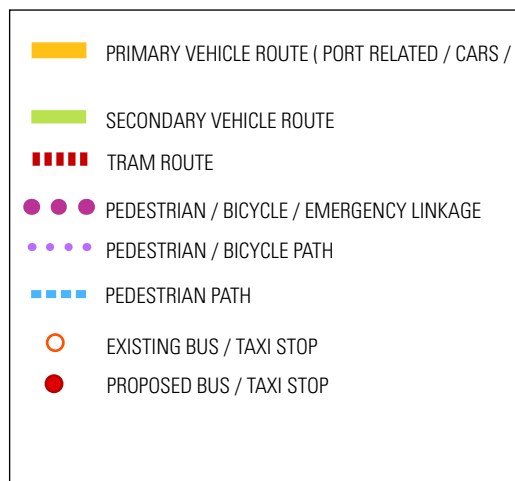 PRIMARY VEHICLE ROUTE ( PORT RELATED / CARS /
SECONDARY VEHICLE ROUTE
TRAM ROUTE
PEDESTRIAN / BICYCLE / EMERGENCY LINKAGE
PEDESTRIAN / BICYCLE PATH
PEDESTRIAN PATH
EXISTING BUS / TAXI STOP
PROPOSED BUS / TAXI STOP